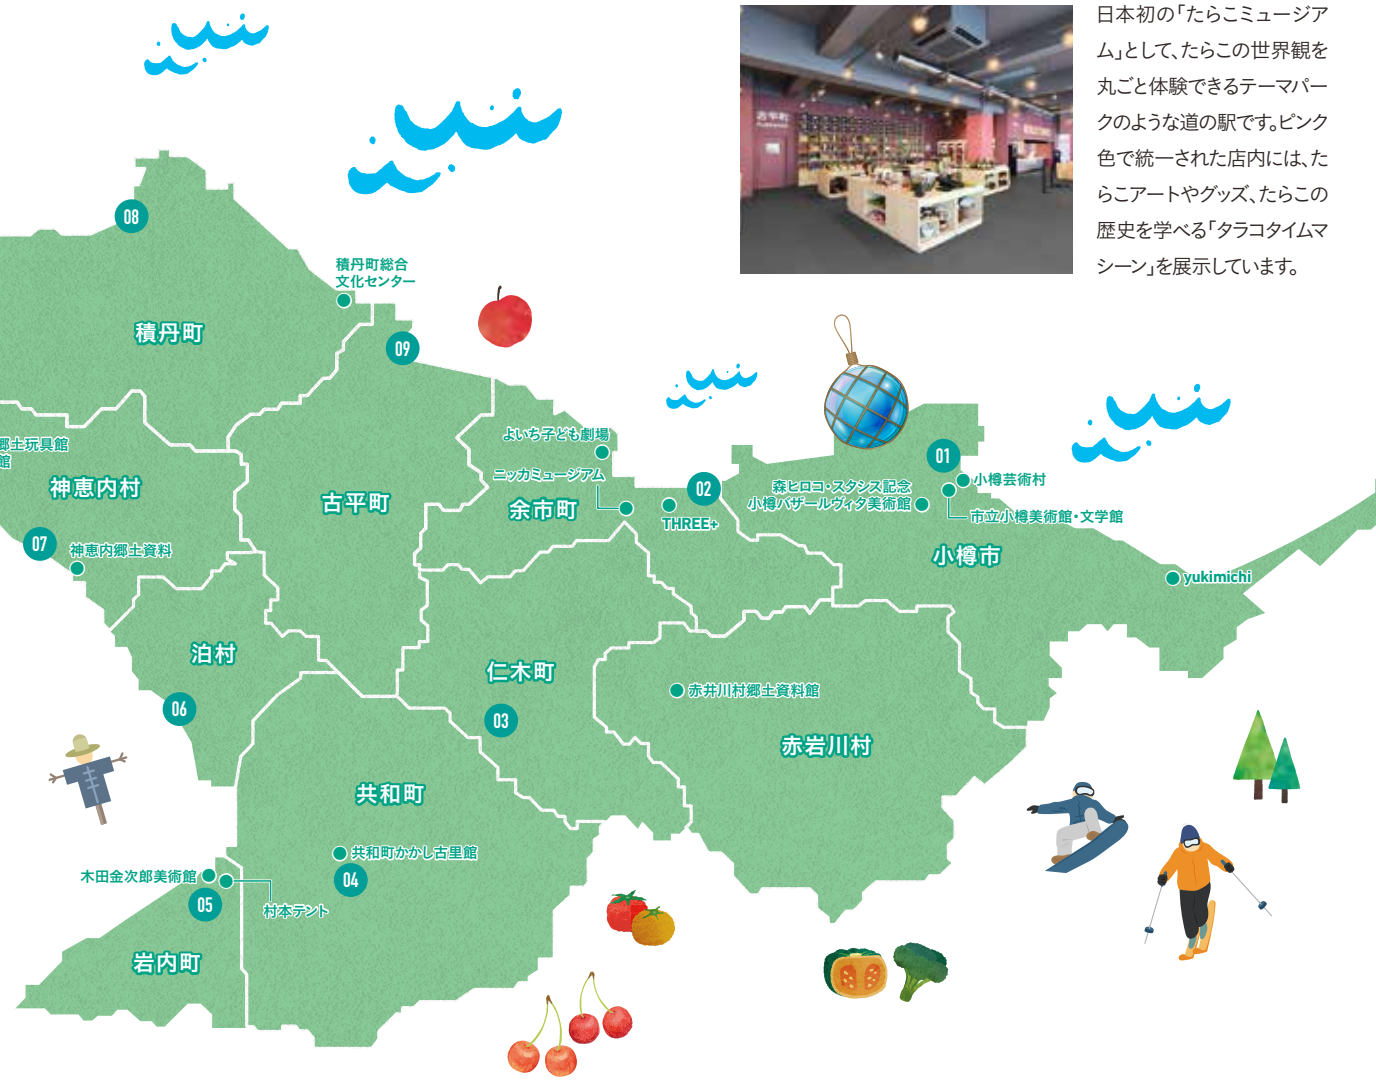 日本初の「たらこミュージア
ム」として、たらこの世界観を
丸ごと体験できるテーマパー
クのような道の駅です。ピンク
色で統一された店内には、た
らこアートやグッズ、たらこの
歴史を学べる「タラコタイムマ
シーン」を展示しています。
08
積丹町総合
文化センター
積丹町
09
郷土玩具館
館
神恵内村
古平町
よいち子ども劇場
ニッカミュージアム
余市町
THREE+
02
01
森ヒロコ・スタシス記念
小樽バザールヴィタ美術館
小樽芸術村
市立小樽美術館・文学館
小樽市
yukimichi
07
神恵内郷土資料
泊村
06
仁木町
03
赤井川村郷土資料館
赤岩川村
共和町
共和町かかし古里館
04
木田金次郎美術館
05
村本テント
岩内町